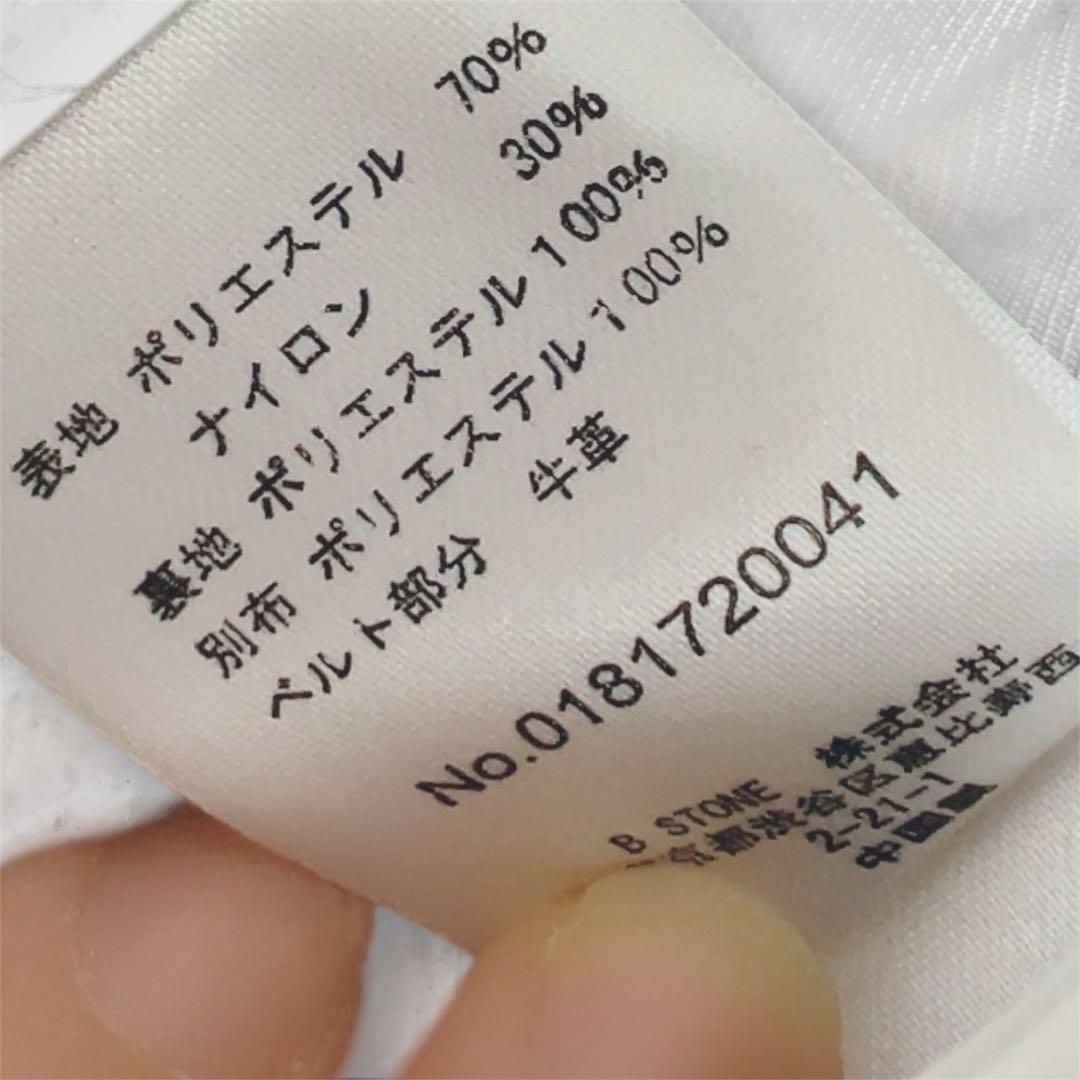 表地 ポリエステル 70%
ナイロン 30%
裏地 ポリエステル 100%
別布 ポリエステル 100%
ベルト部分 牛革
No.0181720041
B STONE 株式会社
京都渋谷区恵比寿西
2-21-1
中国製